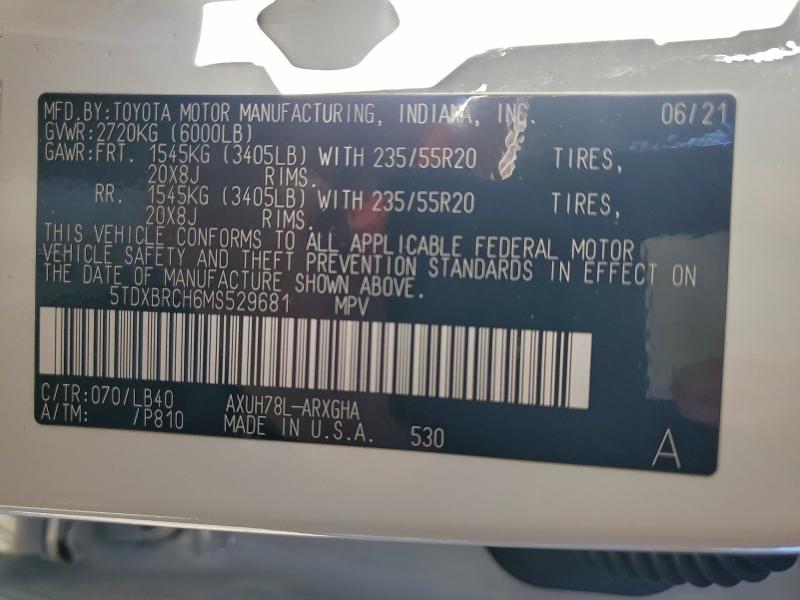 MFD.BY:TOYOTA MOTOR MANUFACTURING, INDIANA, INC. 06/21
GVWR:2720KG (6000LB)
GAWR:FRT. 1545KG (3405LB) WITH 235/55R20 TIRES,
20X8J RIMS.
RR. 1545KG (3405LB) WITH 235/55R20 TIRES,
20X8J RIMS.
THIS VEHICLE CONFORMS TO ALL APPLICABLE FEDERAL MOTOR
VEHICLE SAFETY AND THEFT PREVENTION STANDARDS IN EFFECT ON
THE DATE OF MANUFACTURE SHOWN ABOVE.
5TDXBRCH6MS529681 MPV
C/TR:070/LB40 AXUH78L-ARXGHA
A/TM: /P810 MADE IN U.S.A. 530
A